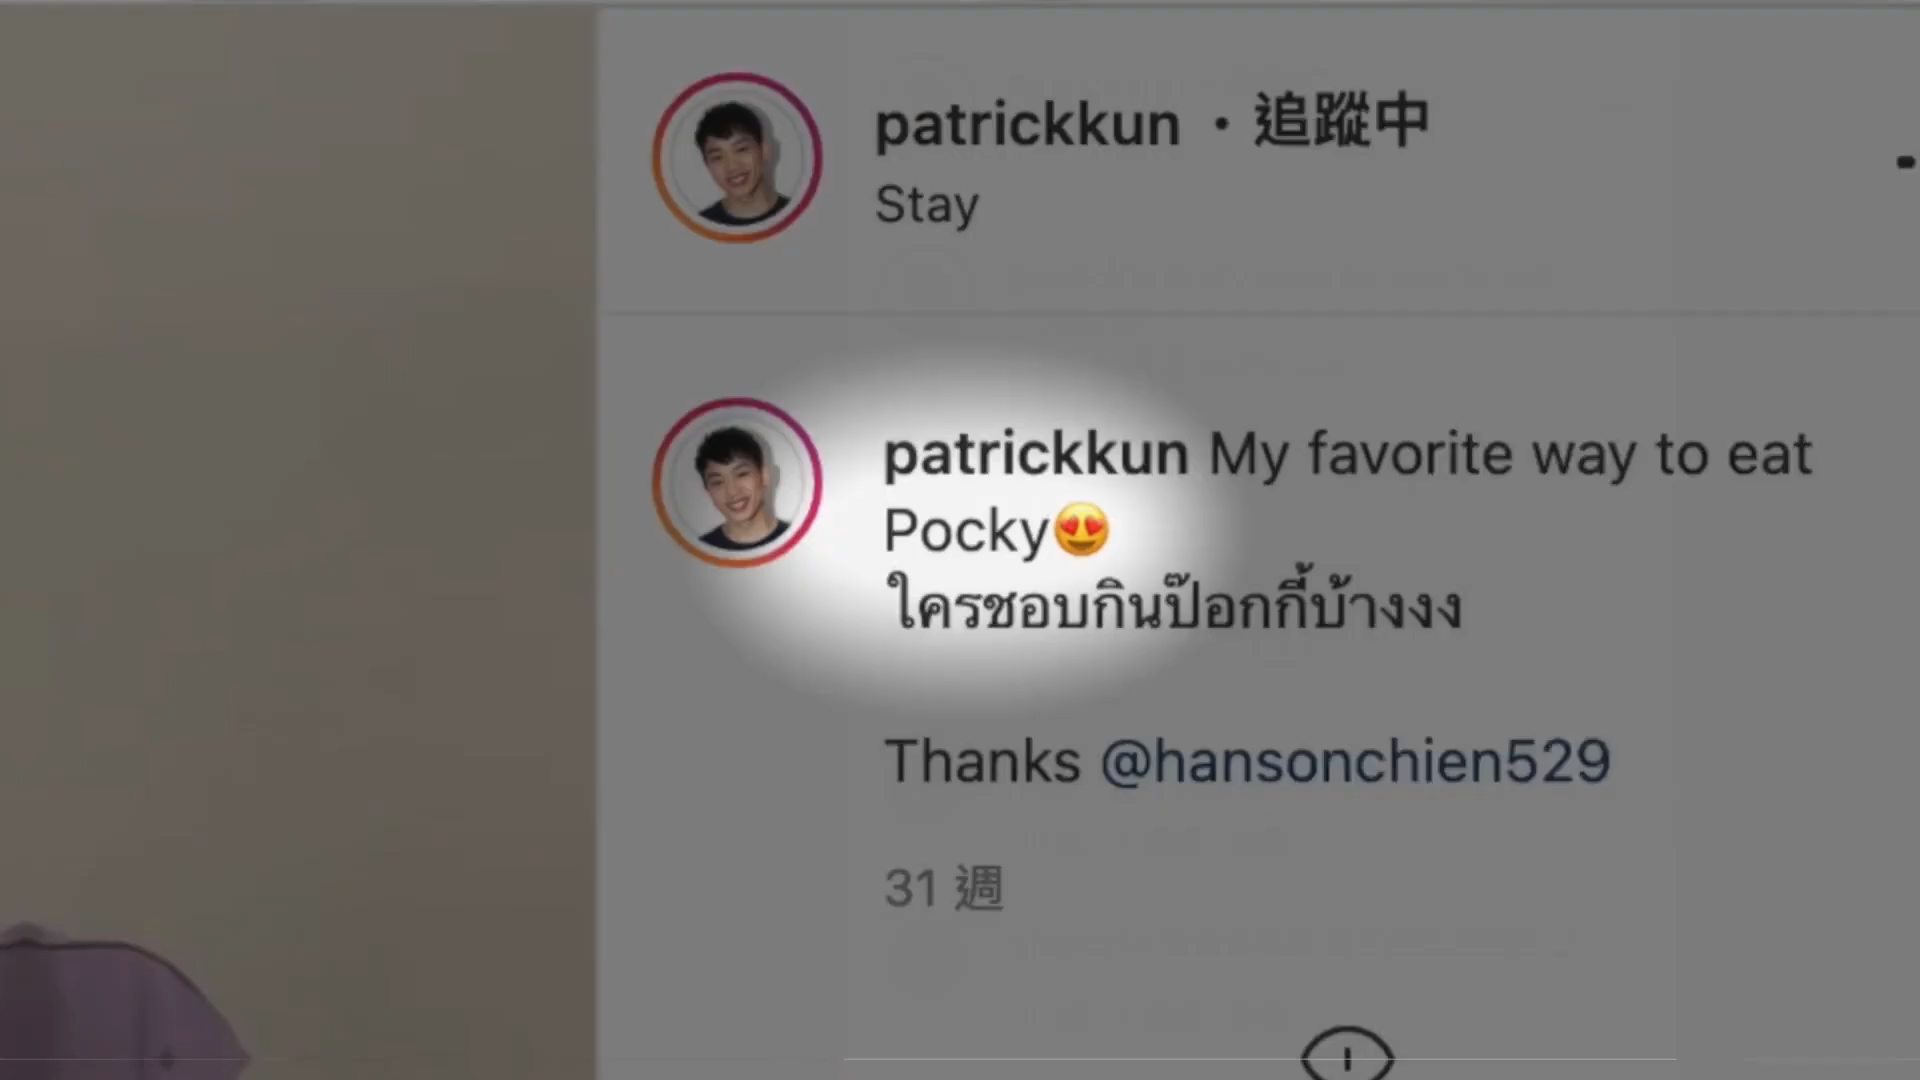 patrickkun • 追蹤中
Stay
patrickkun My favorite way to eat
Pocky😍
ใครชอบกินป๊อกกี้บ้างงง
Thanks @hansonchien529
31 週